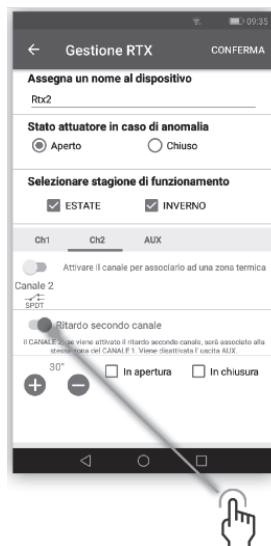 09:35
Gestione RTX
CONFERMA
Assegna un nome al dispositivo
Rtx2
Stato attuatore in caso di anomalia
Aperto Chiuso
Selezionare stagione di funzionamento
ESTATE INVERNO
Ch1 Ch2 AUX
Attivare il canale per associarlo ad una zona termica
Canale 2
SPDT
Ritardo secondo canale
Il CANALE 2, se viene attivato il ritardo secondo canale, sarà associato alla
stessa zona del CANALE 1. Viene disattivata l'uscita AUX.
30"
In apertura In chiusura